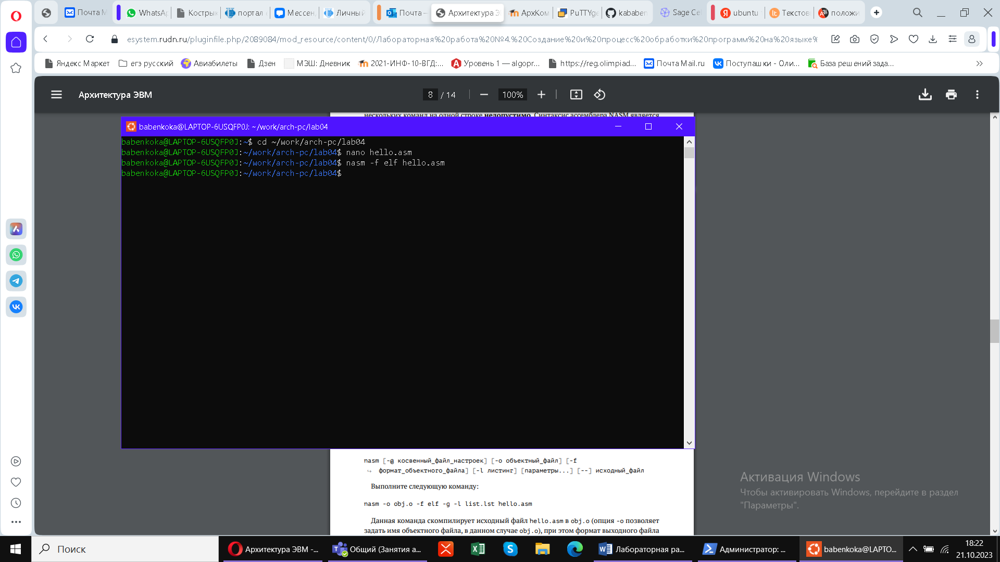 Почта М
WhatsAp
Кострык
портал е
Мессен
Личный
Почта —
Архитектура Э
АрхКом
PuTTYge
kababen
Sage Ce
ubuntu
Текстов
положи
esystem.rudn.ru/pluginfile.php/2089084/mod_resource/content/0/Лабораторная%20работа%20№4.%20Создание%20и%20процесс%20обработки%20программ%20на%20языке%
Яндекс Маркет
егэ русский
Авиабилеты
Дзен
МЭШ: Дневник
2021-ИНФ-10-ВГД:...
Уровень 1 — algopr...
https://reg.olimpiad...
Почта Mail.ru
Поступашки - Оли...
База решений зада...
Архитектура ЭВМ
8 / 14
100%
нескольких команд на одной строке недопустимо. Синтаксис ассемблера NASM является
babenkoka@LAPTOP-6USQFP0J: ~/work/arch-pc/lab04
babenkoka@LAPTOP-6USQFP0J:~$ cd ~/work/arch-pc/lab04
babenkoka@LAPTOP-6USQFP0J:~/work/arch-pc/lab04$ nano hello.asm
babenkoka@LAPTOP-6USQFP0J:~/work/arch-pc/lab04$ nasm -f elf hello.asm
babenkoka@LAPTOP-6USQFP0J:~/work/arch-pc/lab04$
nasm [-@ косвенный_файл_настроек] [-o объектный_файл] [-f
↪ формат_объектного_файла] [-l листинг] [параметры...] [--] исходный_файл
Выполните следующую команду:
nasm -o obj.o -f elf -g -l list.lst hello.asm
Данная команда скомпилирует исходный файл hello.asm в obj.o (опция -o позволяет
задать имя объектного файла, в данном случае obj.o), при этом формат выходного файла
Активация Windows
Чтобы активировать Windows, перейдите в раздел
"Параметры".
Поиск
Архитектура ЭВМ -...
Общий (Занятия а...
Лабораторная ра...
Администратор: ...
babenkoka@LAPTO...
18:22
21.10.2023